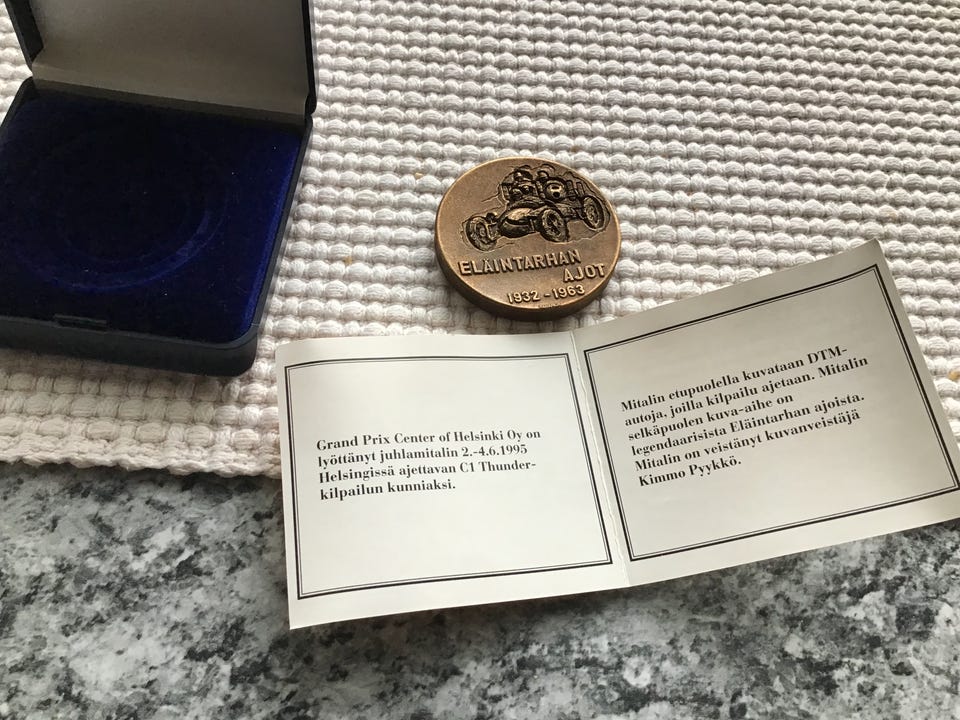 ELÄINTARHAN
AJOT
1932-1963
Grand Prix Center of Helsinki Oy on
lyöttänyt juhlamitalin 2.-4.6.1995
Helsingissä ajettavan C1 Thunder-
kilpailun kunniaksi.
Mitalin etupuolella kuvataan DTM-
autoja, joilla kilpailu ajetaan. Mitalin
selkäpuolen kuva-aihe on
legendaarisista Eläintarhan ajoista.
Mitalin on veistänyt kuvanveistäjä
Kimmo Pyykkö.